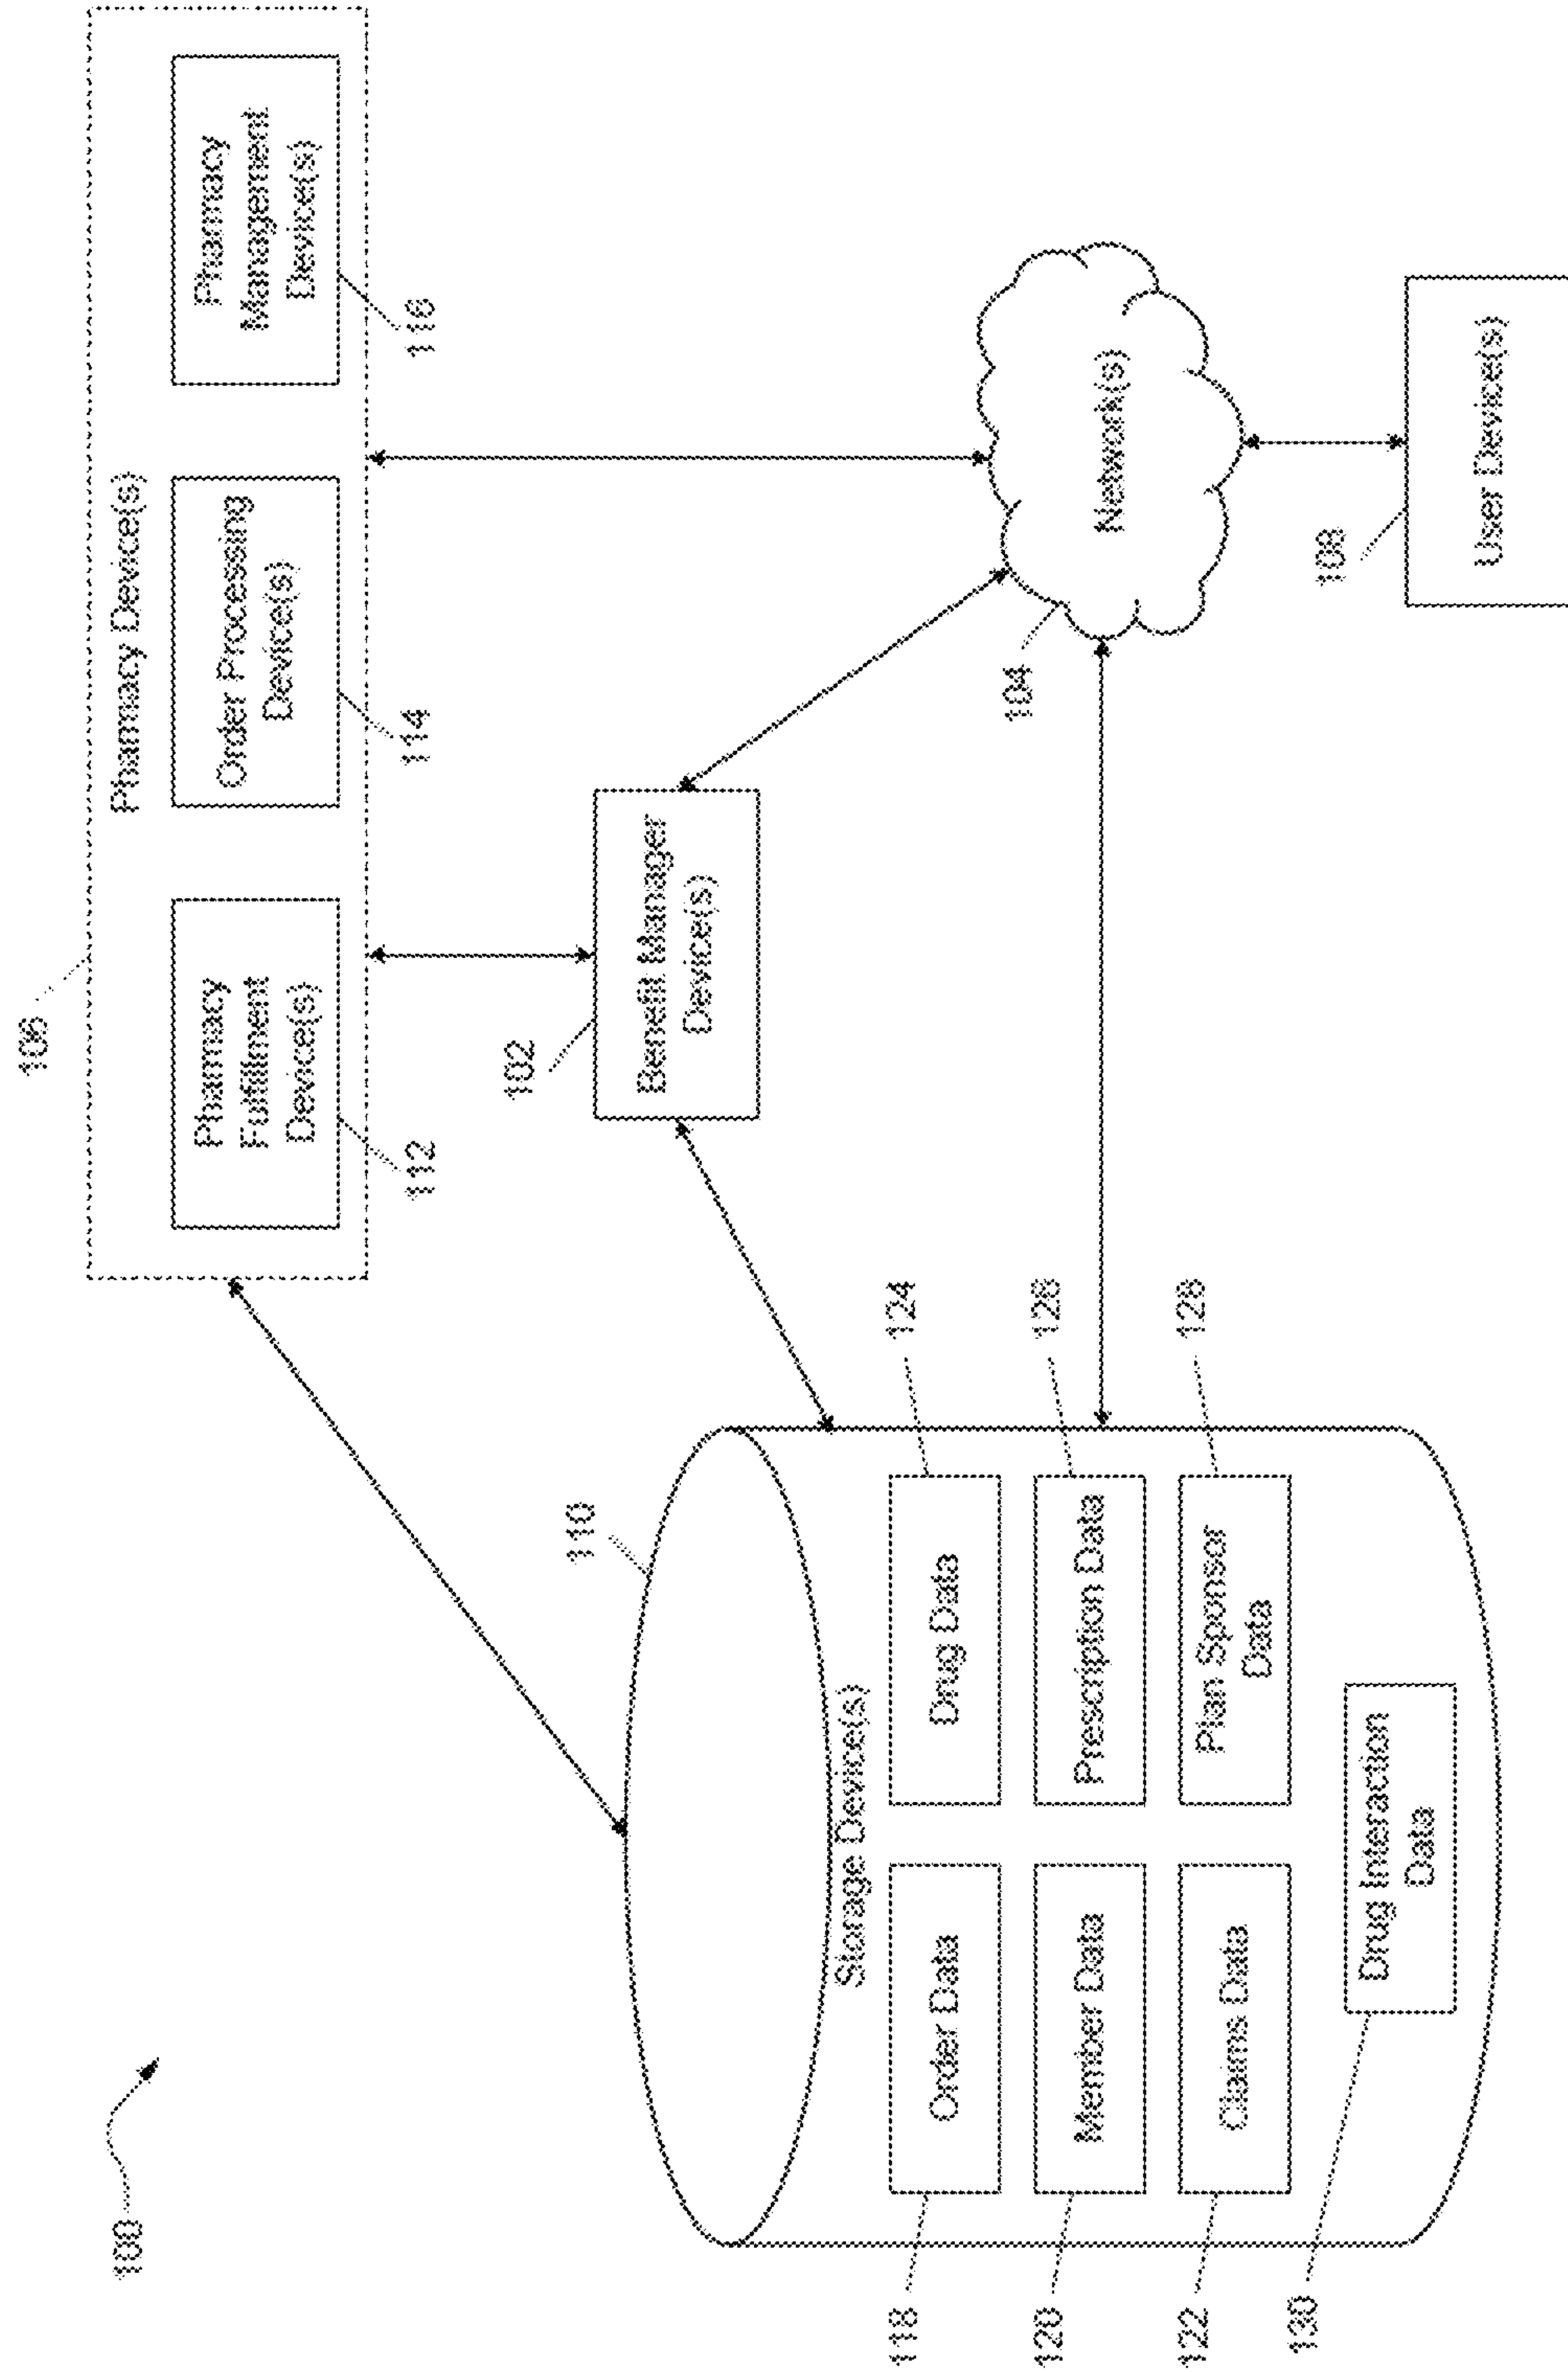 106
100
Pharmacy Device(s)
Pharmacy
Fulfillment
Device(s)
112
Order Processing
Device(s)
114
Pharmacy
Management
Device(s)
116
102
Benefit Manager
Device(s)
110
Storage Device(s)
118
Order Data
Drug Data
124
120
Member Data
Prescription Data
126
122
Claims Data
Plan Sponsor
Data
128
130
Drug Interaction
Data
104
Network(s)
108
User Device(s)